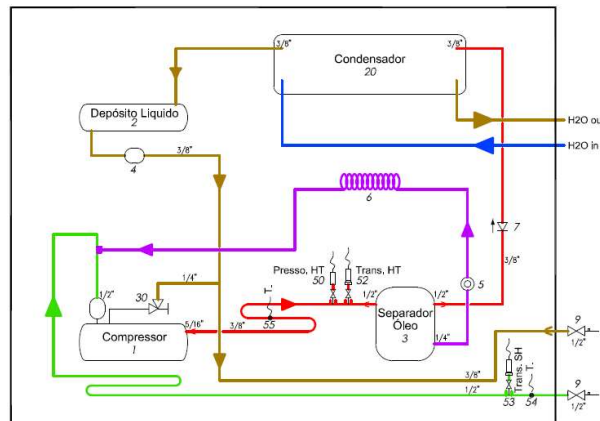 3/8"
Condensador
20
3/8"
Depósito Liquido
2
H2O ou
4
3/8"
H2O in
6
7
Presso, HT
50
Trans, HT
52
3/8"
5
1/4"
30
T.
1/2"
1/2"
1/2"
Separador
Óleo
3
55
Compressor
1
5/16"
3/8"
1/4"
9
1/2"
Trans. SH
T.
3/8"
1/2"
53
54
9
1/2"